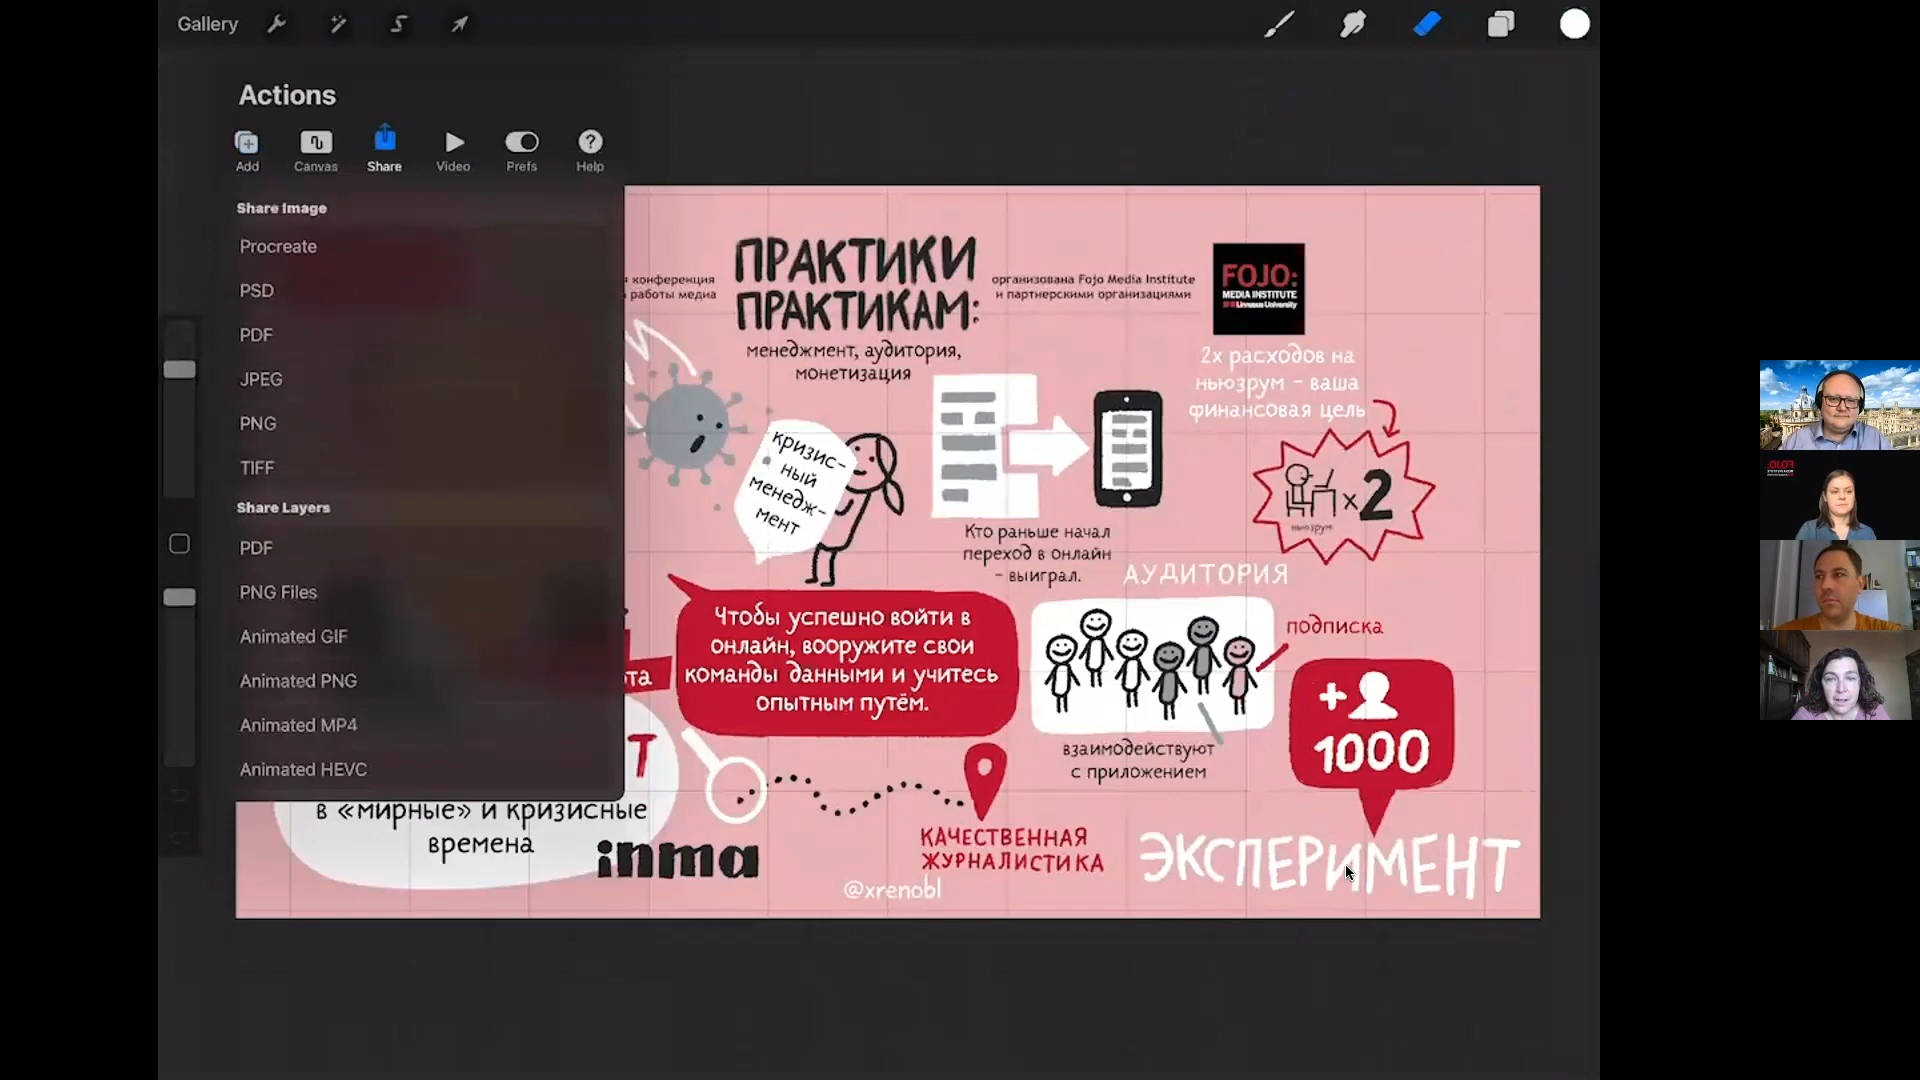 Gallery
Actions
Add
Canvas
Share
Video
Prefs
Help
Share Image
Procreate
PSD
PDF
JPEG
PNG
TIFF
Share Layers
PDF
PNG Files
Animated GIF
Animated PNG
Animated MP4
Animated HEVC
конференция
работы медиа
ПРАКТИКИ
ПРАКТИКАМ:
менеджмент, аудитория,
монетизация
организована Fojo Media Institute
и партнерскими организациями
FOJO:
MEDIA INSTITUTE
Linnaeus University
2х расходов на
ньюзрум – ваша
финансовая цель
кризис-
ный
менедж-
мент
Кто раньше начал
переход в онлайн
– выиграл.
ньюзрум
x2
АУДИТОРИЯ
Чтобы успешно войти в
онлайн, вооружите свои
команды данными и учитесь
опытным путём.
подписка
+
1000
взаимодействуют
с приложением
в «мирные» и кризисные
времена
inma
КАЧЕСТВЕННАЯ
ЖУРНАЛИСТИКА
@xrenobl
ЭКСПЕРИМЕНТ